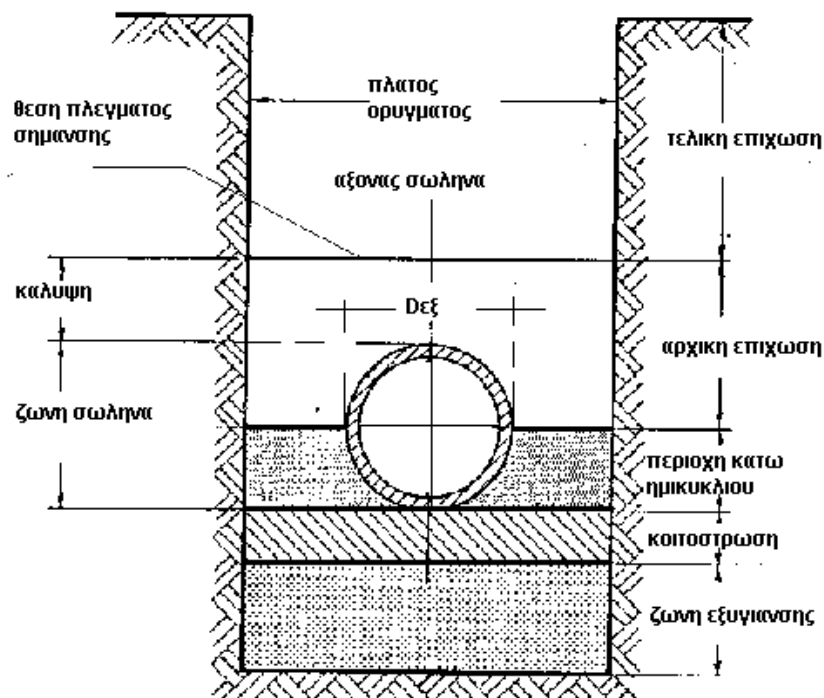 πλατος
ορυγματος
θεση πλεγματος
σημανσης
τελικη επιχωση
αξονας σωληνα
καλυψη
Dεξ
αρχικη επιχωση
ζωνη σωληνα
περιοχη κατω
ημικυκλιου
κοιτοστρωση
ζωνη εξυγιανσης